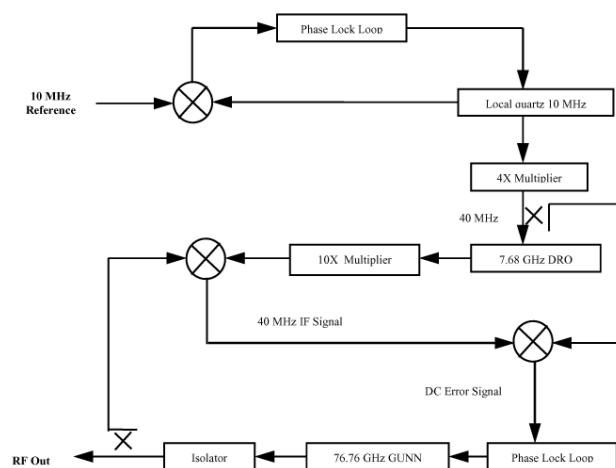 Phase Lock Loop
10 MHz
Reference
Local quartz 10 MHz
4X Multiplier
40 MHz
10X Multiplier
7.68 GHz DRO
40 MHz IF Signal
DC Error Signal
RF Out
Isolator
76.76 GHz GUNN
Phase Lock Loop